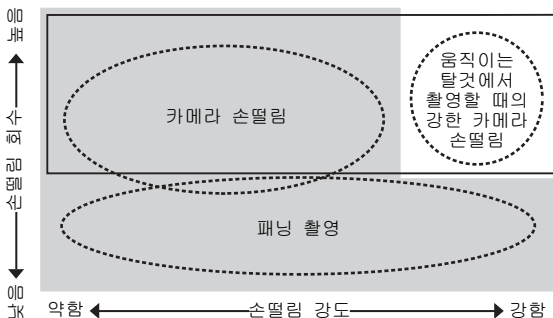 높음
손떨림 회수
낮음
카메라 손떨림
움직이는
탈것에서
촬영할 때의
강한 카메라
손떨림
패닝 촬영
약함
손떨림 강도
강함